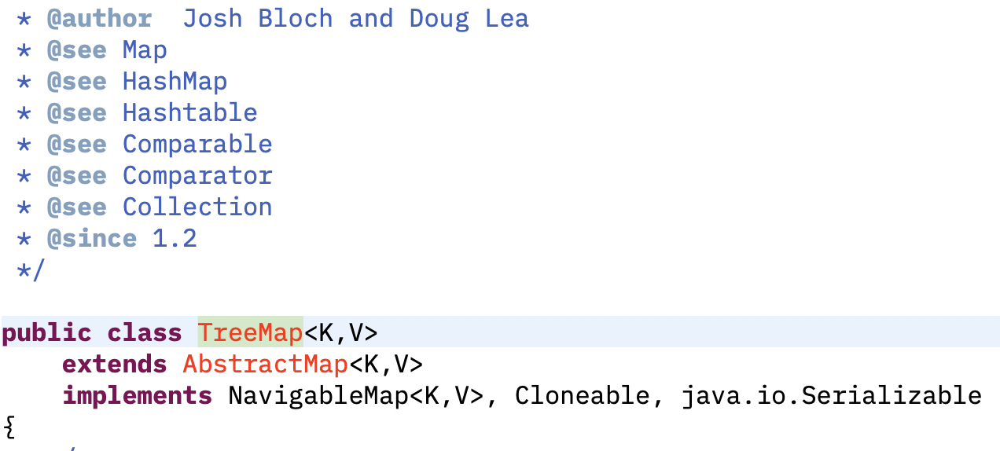 * @author  Josh Bloch and Doug Lea
* @see Map
* @see HashMap
* @see Hashtable
* @see Comparable
* @see Comparator
* @see Collection
* @since 1.2
*/
public class TreeMap<K,V>
    extends AbstractMap<K,V>
    implements NavigableMap<K,V>, Cloneable, java.io.Serializable
{